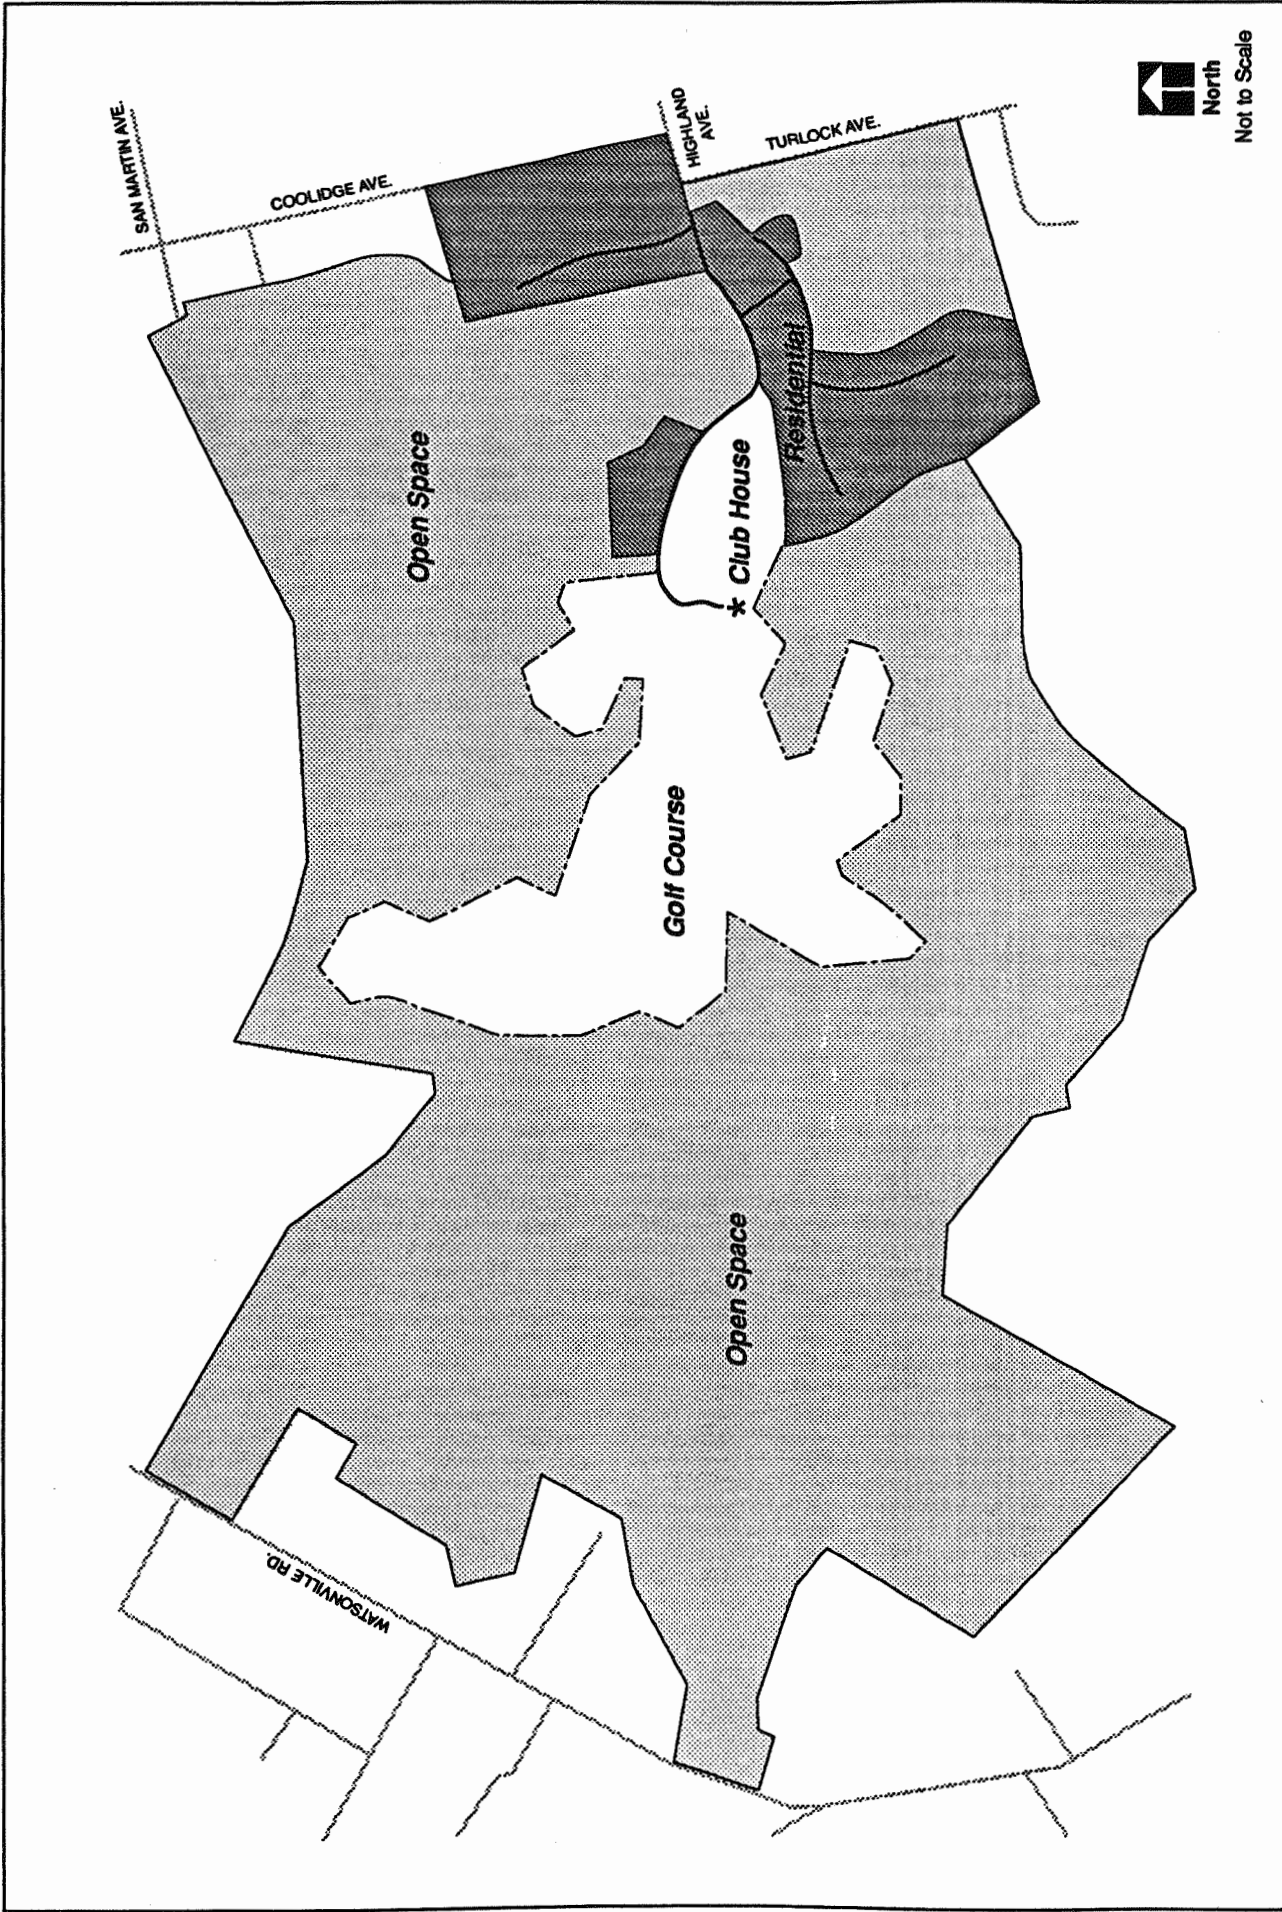 SAN MARTIN AVE.
COOLIDGE AVE.
HIGHLAND
AVE.
TURLOCK AVE.
North
Not to Scale
Open Space
Residential
Club House
*
Golf Course
Open Space
WATSONVILLE RD.